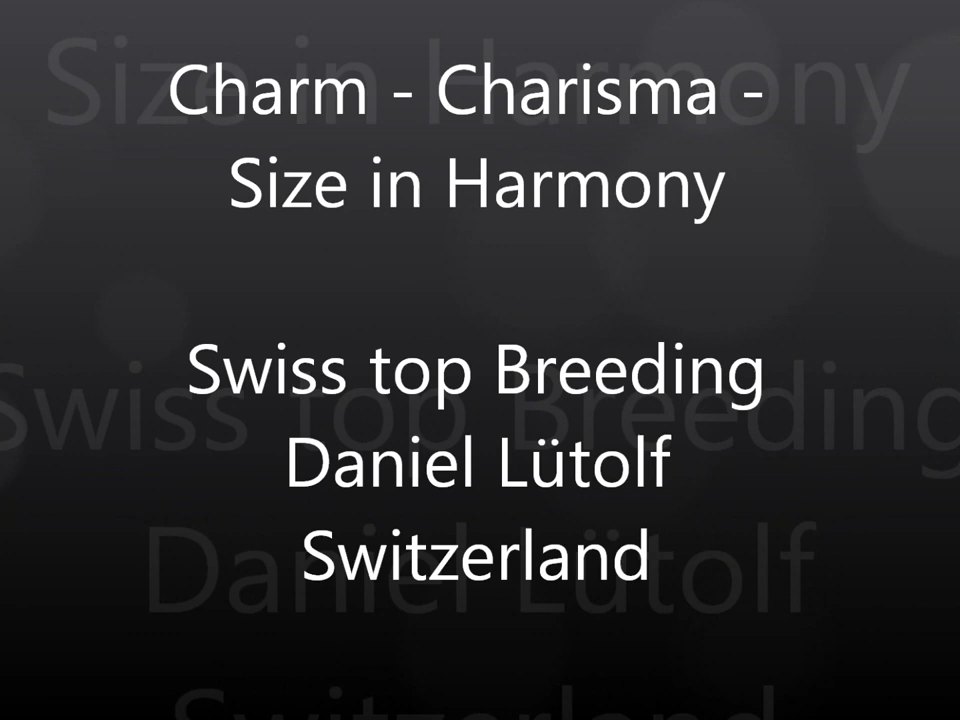 Charm - Charisma -
Size in Harmony
Swiss top Breeding
Daniel Lütolf
Switzerland